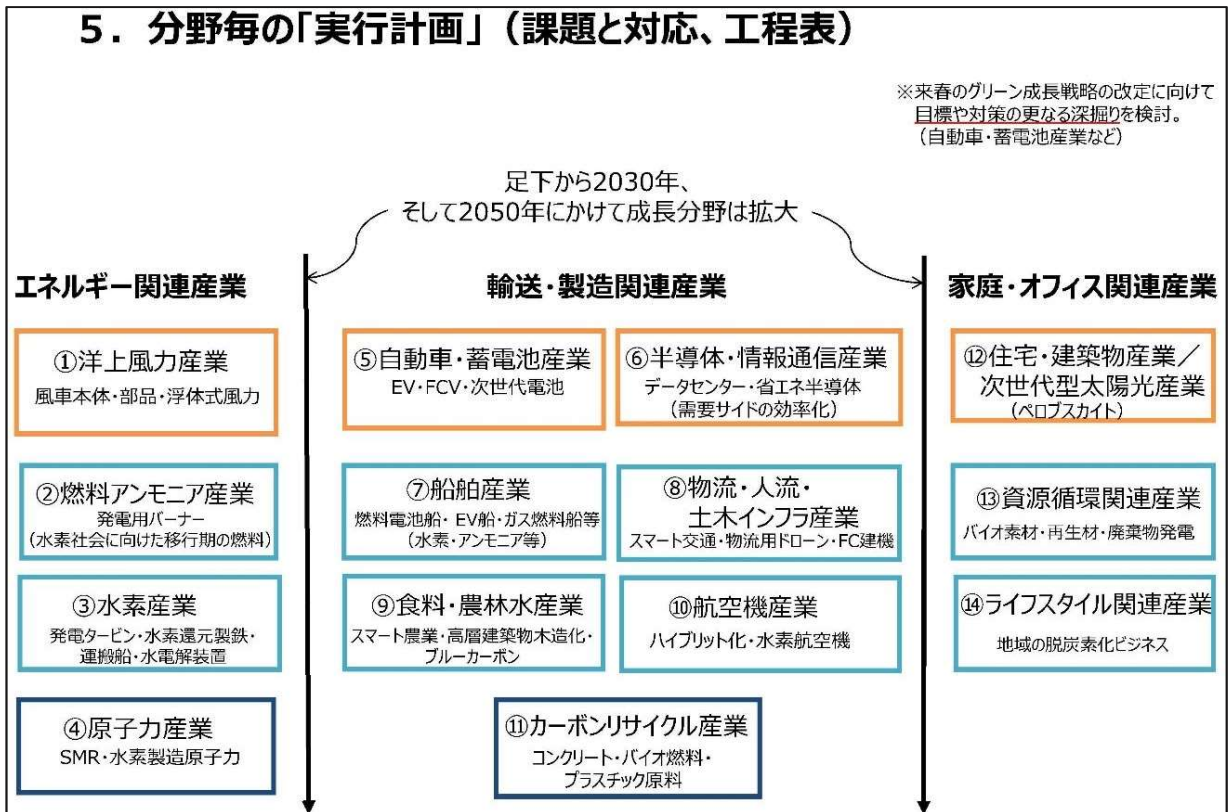 ５．分野毎の「実行計画」（課題と対応、工程表）
※来春のグリーン成長戦略の改定に向けて
目標や対策の更なる深掘りを検討。
（自動車・蓄電池産業など）
足下から2030年、
そして2050年にかけて成長分野は拡大
エネルギー関連産業
輸送・製造関連産業
家庭・オフィス関連産業
①洋上風力産業
風車本体・部品・浮体式風力
⑤自動車・蓄電池産業
EV・FCV・次世代電池
⑥半導体・情報通信産業
データセンター・省エネ半導体
（需要サイドの効率化）
⑫住宅・建築物産業／
次世代型太陽光産業
（ペロブスカイト）
②燃料アンモニア産業
発電用バーナー
（水素社会に向けた移行期の燃料）
⑦船舶産業
燃料電池船・EV船・ガス燃料船等
（水素・アンモニア等）
⑧物流・人流・
土木インフラ産業
スマート交通・物流用ドローン・FC建機
⑬資源循環関連産業
バイオ素材・再生材・廃棄物発電
③水素産業
発電タービン・水素還元製鉄・
運搬船・水電解装置
⑨食料・農林水産業
スマート農業・高層建築物木造化・
ブルーカーボン
⑩航空機産業
ハイブリット化・水素航空機
⑭ライフスタイル関連産業
地域の脱炭素化ビジネス
④原子力産業
SMR・水素製造原子力
⑪カーボンリサイクル産業
コンクリート・バイオ燃料・
プラスチック原料